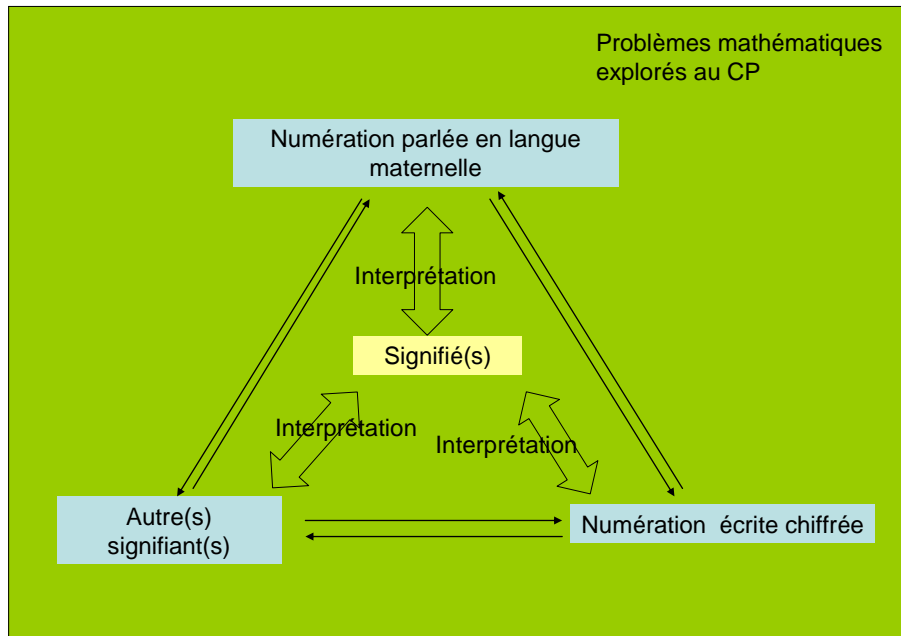 Problèmes mathématiques
explorés au CP
Numération parlée en langue
maternelle
Interprétation
Signifié(s)
Interprétation
Interprétation
Autre(s)
signifiant(s)
Numération écrite chiffrée